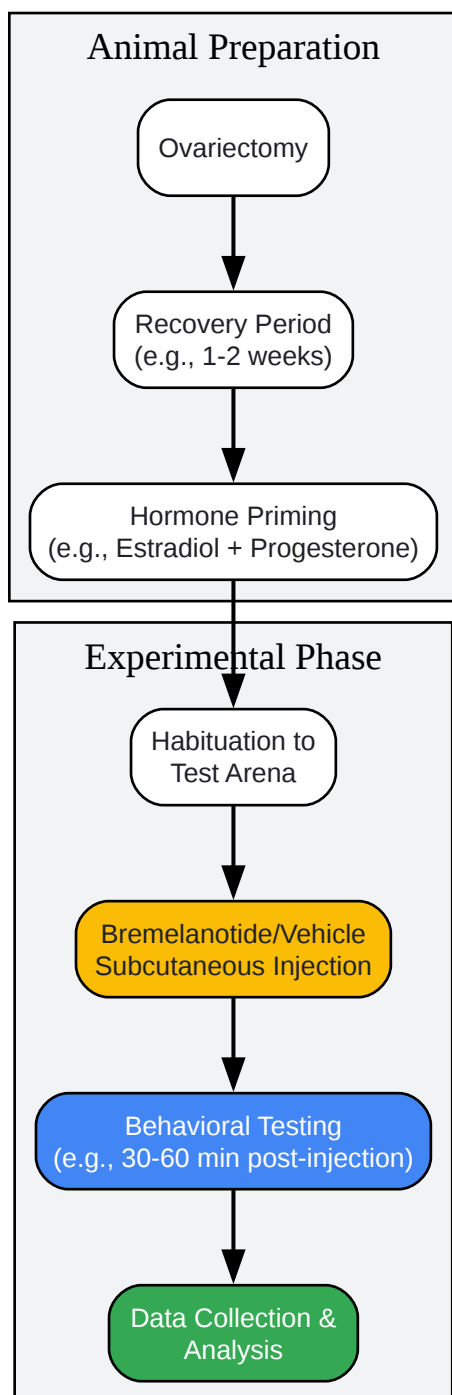 Animal Preparation
Ovariectomy
Recovery Period
(e.g., 1-2 weeks)
Hormone Priming
(e.g., Estradiol + Progesterone)
Experimental Phase
Habituation to
Test Arena
Bremelanotide/Vehicle
Subcutaneous Injection
Behavioral Testing
(e.g., 30-60 min post-injection)
Data Collection &
Analysis